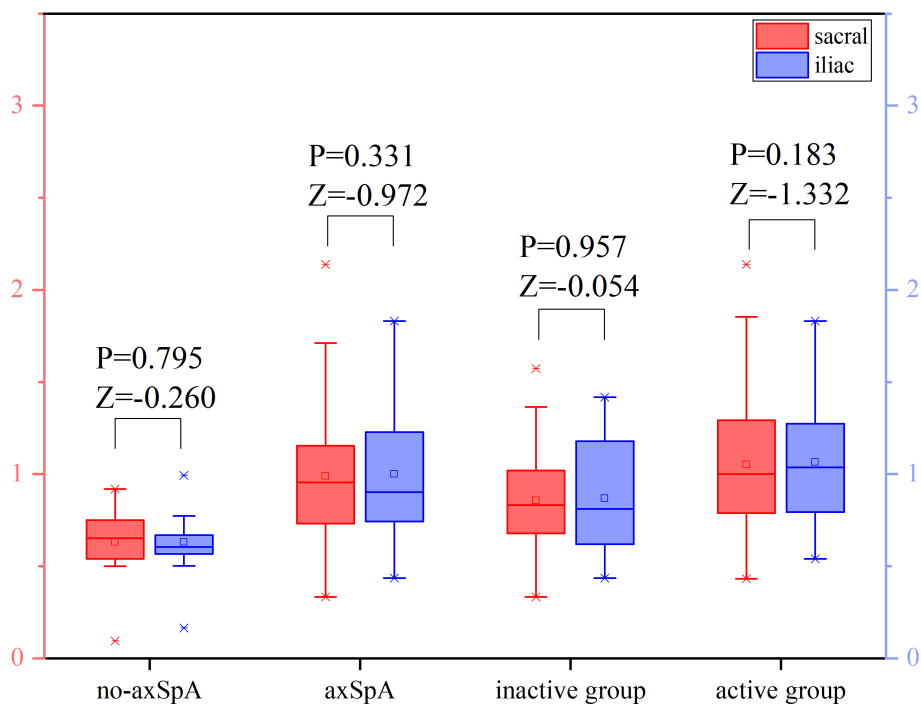 sacral
iliac
3
3
P=0.331
Z=-0.972
P=0.183
Z=-1.332
P=0.957
Z=-0.054
2
2
P=0.795
Z=-0.260
1
1
0
0
no-axSpA
axSpA
inactive group
active group